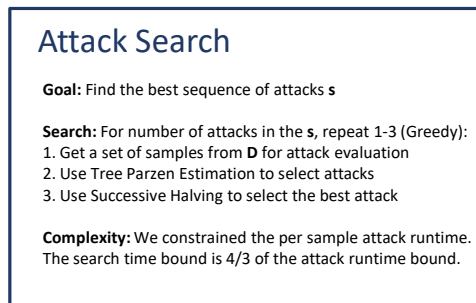 Attack Search
Goal: Find the best sequence of attacks s
Search: For number of attacks in the s, repeat 1-3 (Greedy):
1. Get a set of samples from D for attack evaluation
2. Use Tree Parzen Estimation to select attacks
3. Use Successive Halving to select the best attack
Complexity: We constrained the per sample attack runtime.
The search time bound is 4/3 of the attack runtime bound.